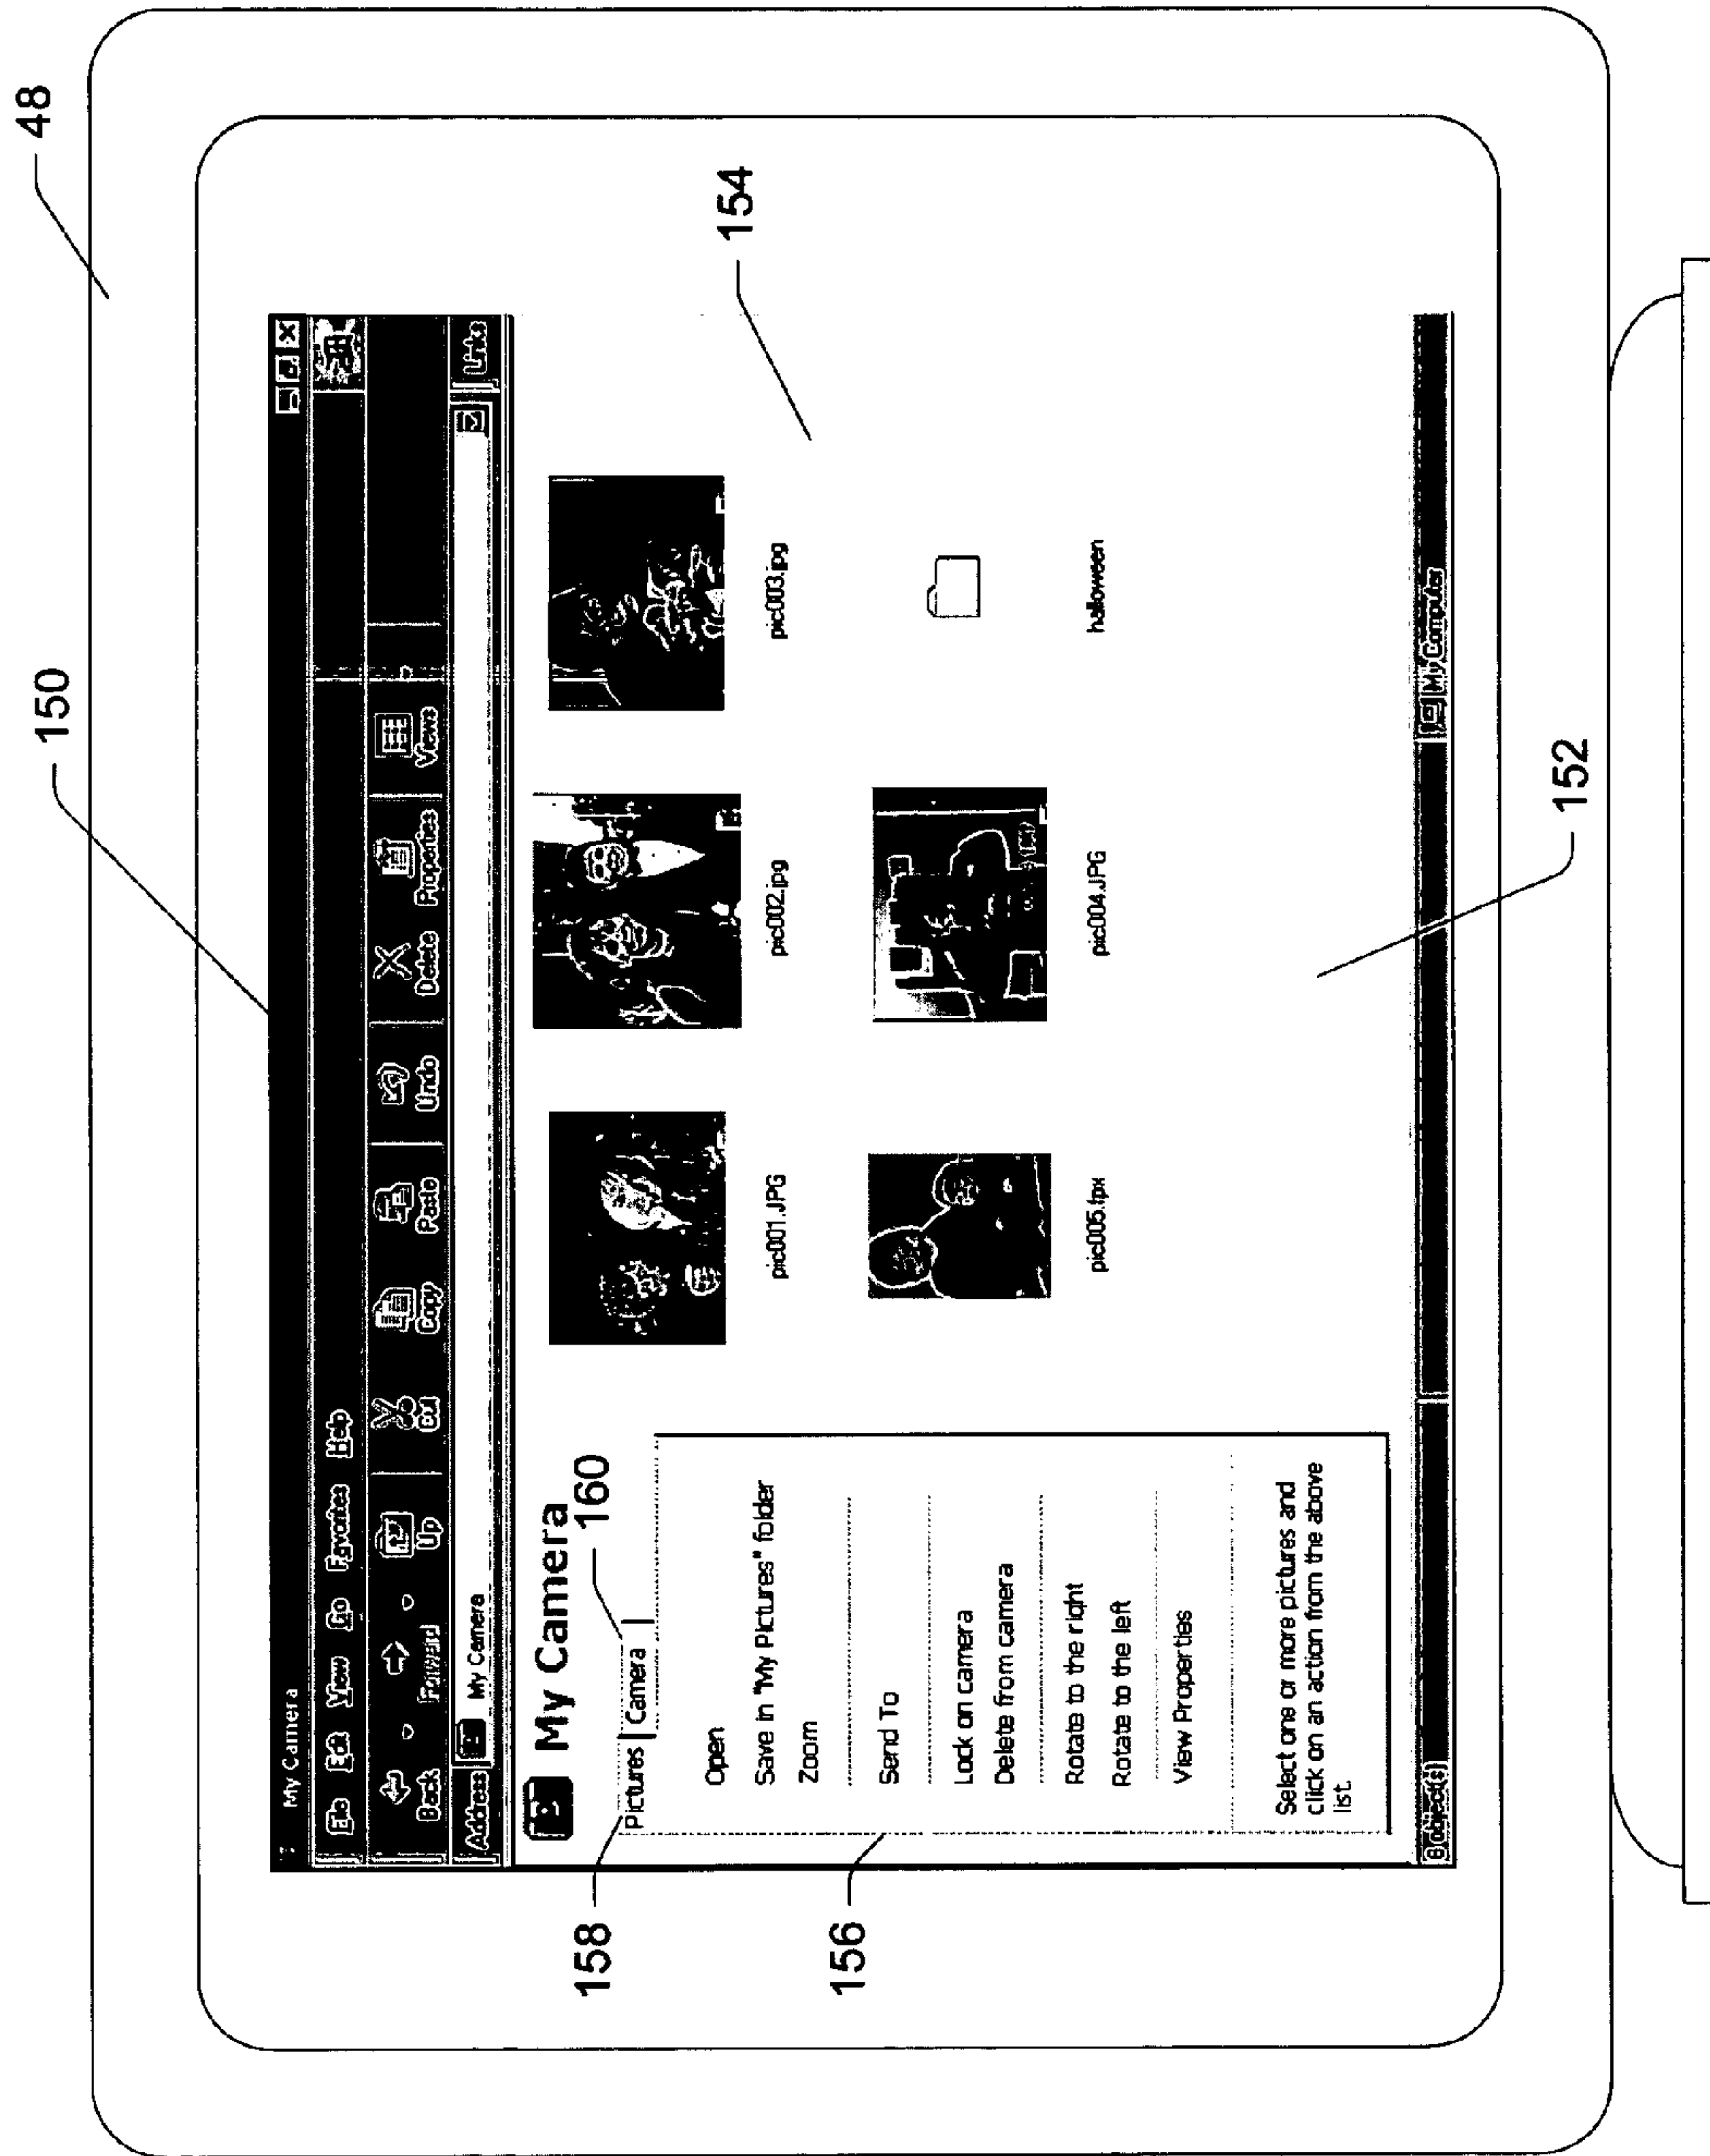 48
150
My Camera
File Edit View Go Favorites Help
Back Forward Up Cut Copy Paste Undo Delete Properties Views
Address My Camera Links
My Camera
160
158
Pictures Camera
Open
Save in "My Pictures" folder
Zoom
Send To
Lock on camera
Delete from camera
Rotate to the right
Rotate to the left
View Properties
Select one or more pictures and
click on an action from the above
list.
156
154
pic001.JPG pic002.jpg pic003.jpg
pic005.fpx pic004.JPG halloween
8 object(s) My Computer
152